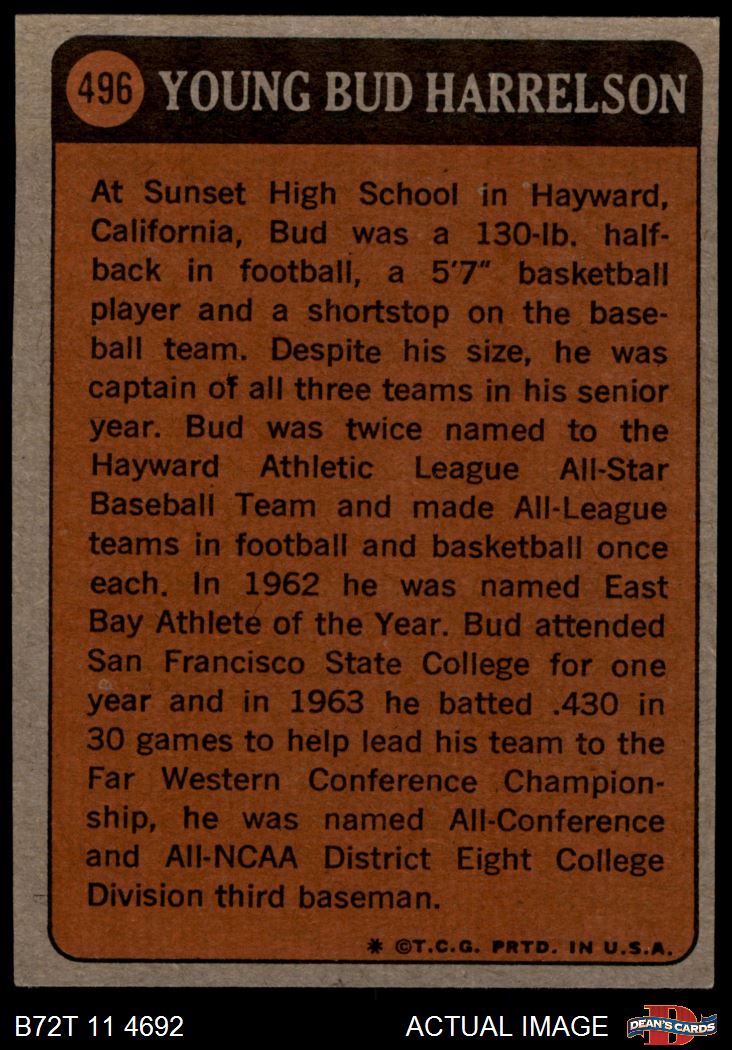 496 YOUNG BUD HARRELSON
At Sunset High School in Hayward,
California, Bud was a 130-lb. half-
back in football, a 5'7" basketball
player and a shortstop on the base-
ball team. Despite his size, he was
captain of all three teams in his senior
year. Bud was twice named to the
Hayward Athletic League All-Star
Baseball Team and made All-League
teams in football and basketball once
each. In 1962 he was named East
Bay Athlete of the Year. Bud attended
San Francisco State College for one
year and in 1963 he batted .430 in
30 games to help lead his team to the
Far Western Conference Champion-
ship, he was named All-Conference
and All-NCAA District Eight College
Division third baseman.
* ©T.C.G. PRTD. IN U.S.A.
B72T 11 4692 ACTUAL IMAGE D DEAN'S CARDS